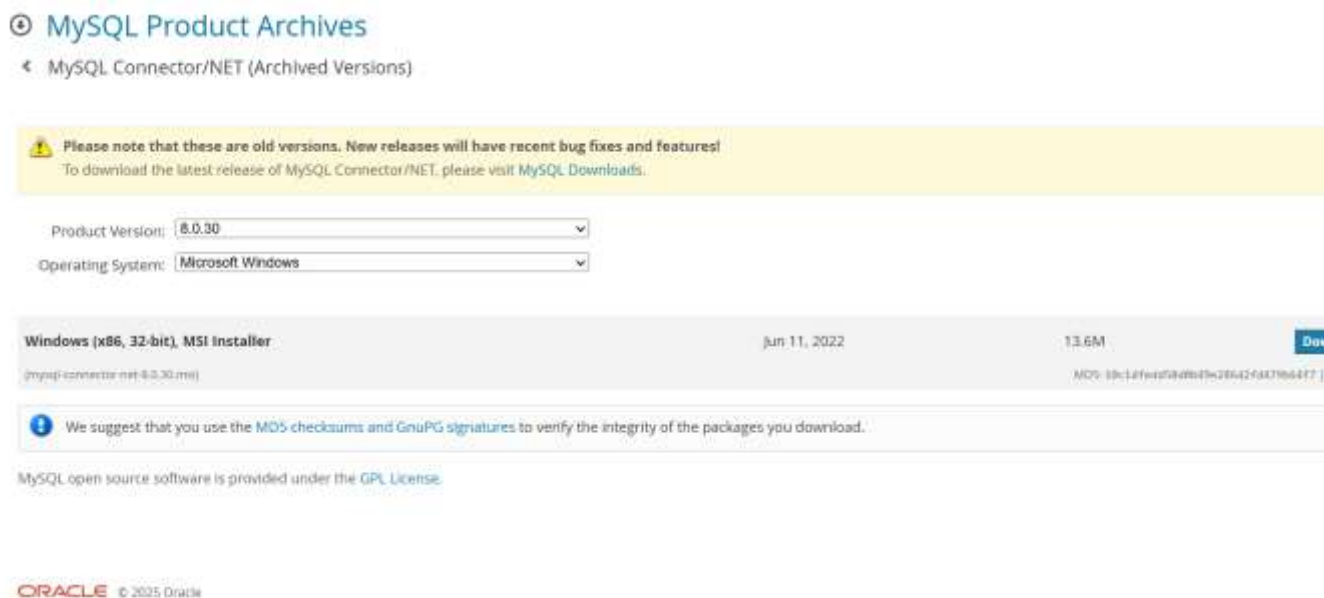 MySQL Product Archives
MySQL Connector/NET (Archived Versions)
Please note that these are old versions. New releases will have recent bug fixes and features!
To download the latest release of MySQL Connector/NET, please visit MySQL Downloads.
Product Version: 8.0.30
Operating System: Microsoft Windows
Windows (x86, 32-bit), MSI Installer Jun 11, 2022 13.6M
(mysql-connector-net-8.0.30.msi) MD5:
We suggest that you use the MD5 checksums and GnuPG signatures to verify the integrity of the packages you download.
MySQL open source software is provided under the GPL License.
ORACLE © 2025 Oracle